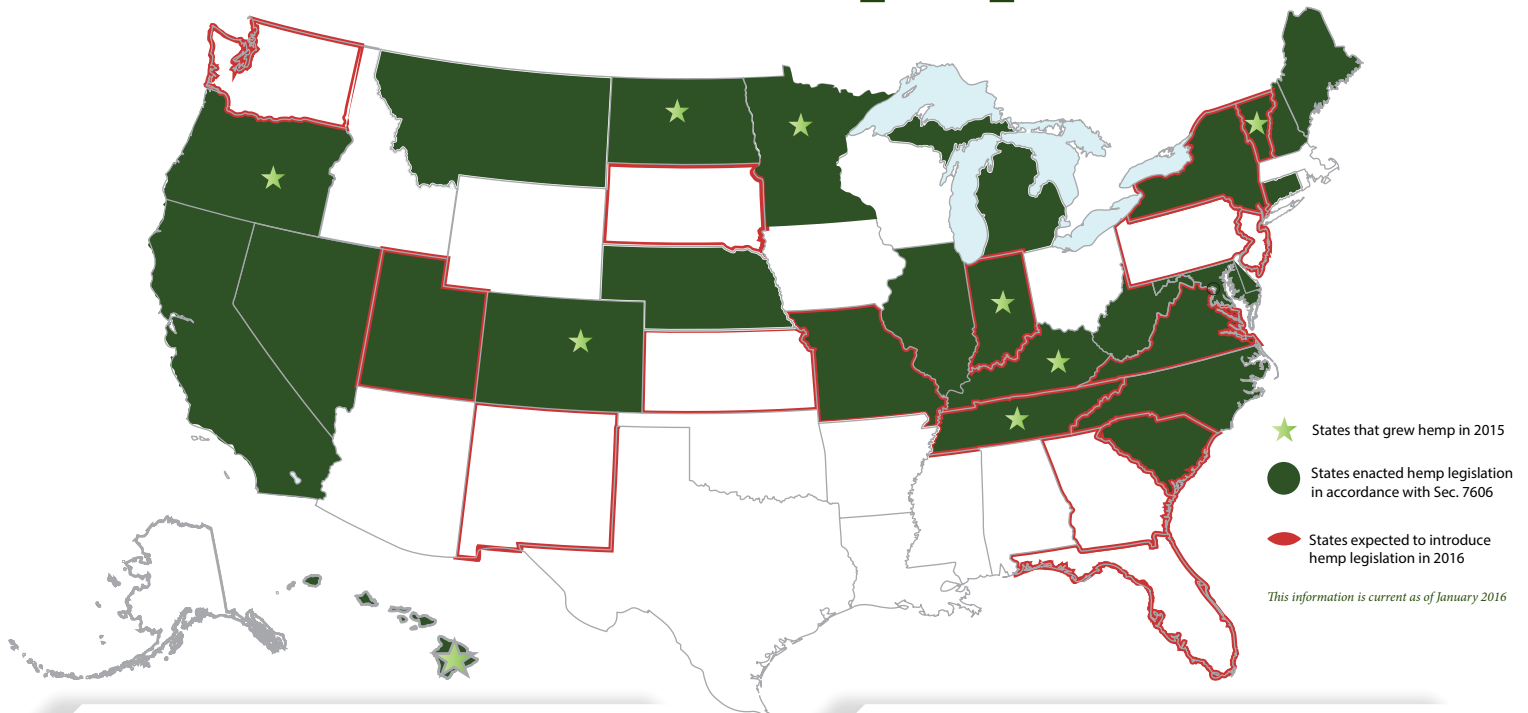 States that grew hemp in 2015
States enacted hemp legislation
in accordance with Sec. 7606
States expected to introduce
hemp legislation in 2016
This information is current as of January 2016